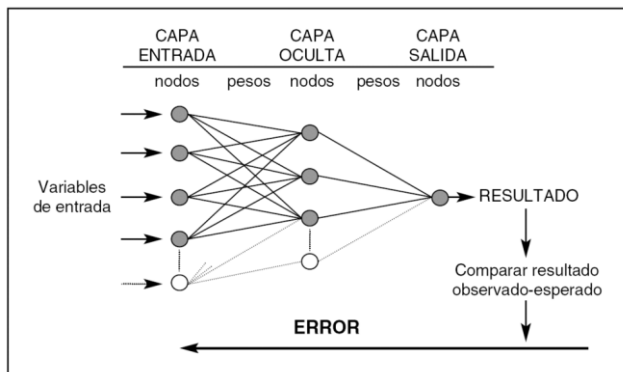 CAPA CAPA CAPA
ENTRADA OCULTA SALIDA
nodos pesos nodos pesos nodos
Variables
de entrada
RESULTADO
Comparar resultado
observado-esperado
ERROR